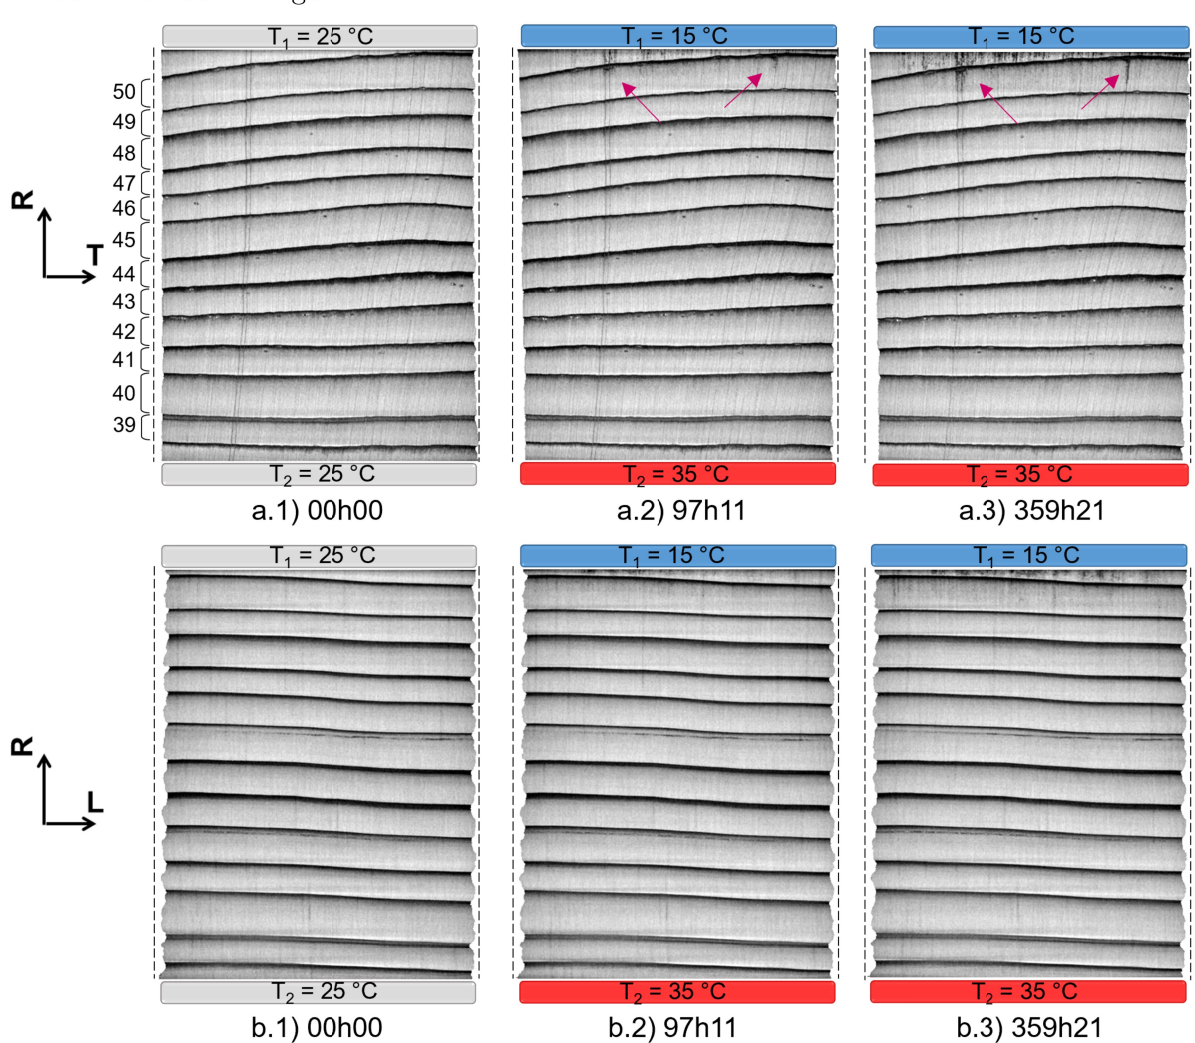 T₁ = 25 °C
T₁ = 15 °C
T₁ = 15 °C
50
49
48
47
46
45
44
43
42
41
40
39
R
T
T₂ = 25 °C
T₂ = 35 °C
T₂ = 35 °C
a.1) 00h00
a.2) 97h11
a.3) 359h21
T₁ = 25 °C
T₁ = 15 °C
T₁ = 15 °C
R
L
T₂ = 25 °C
T₂ = 35 °C
T₂ = 35 °C
b.1) 00h00
b.2) 97h11
b.3) 359h21